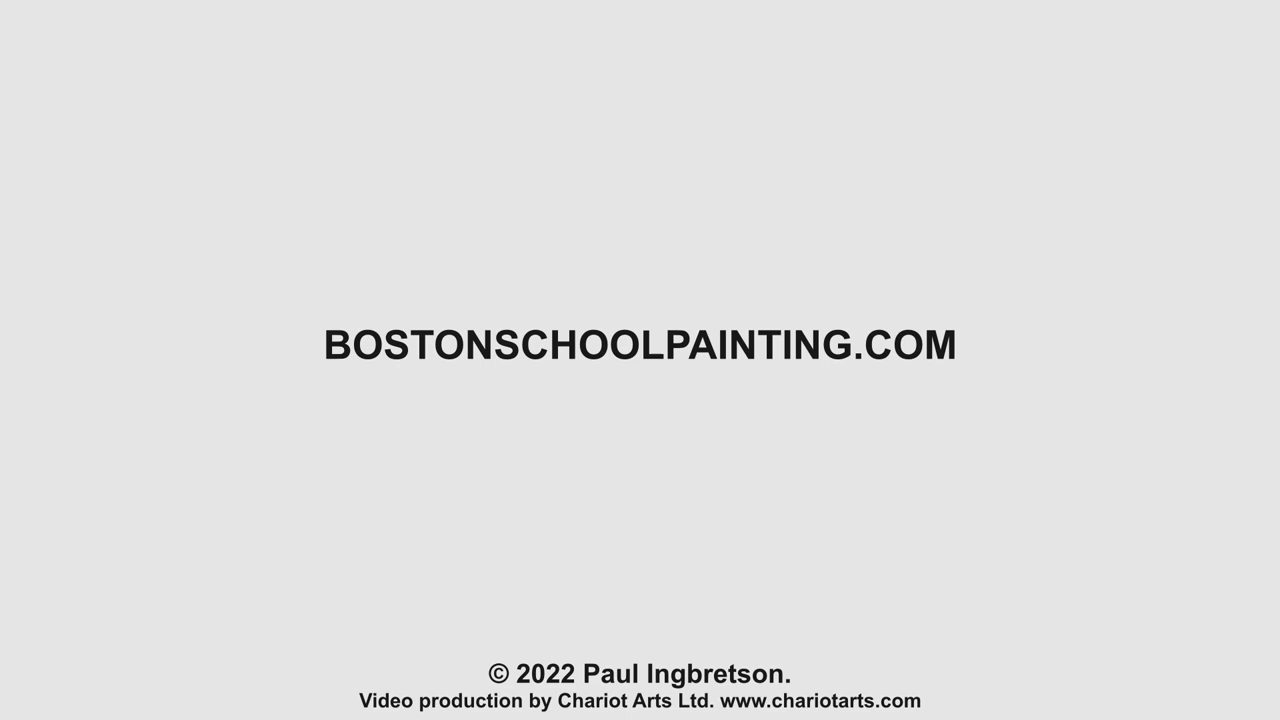 BOSTONSCHOOLPAINTING.COM
© 2022 Paul Ingbretson.
Video production by Chariot Arts Ltd. www.chariotarts.com